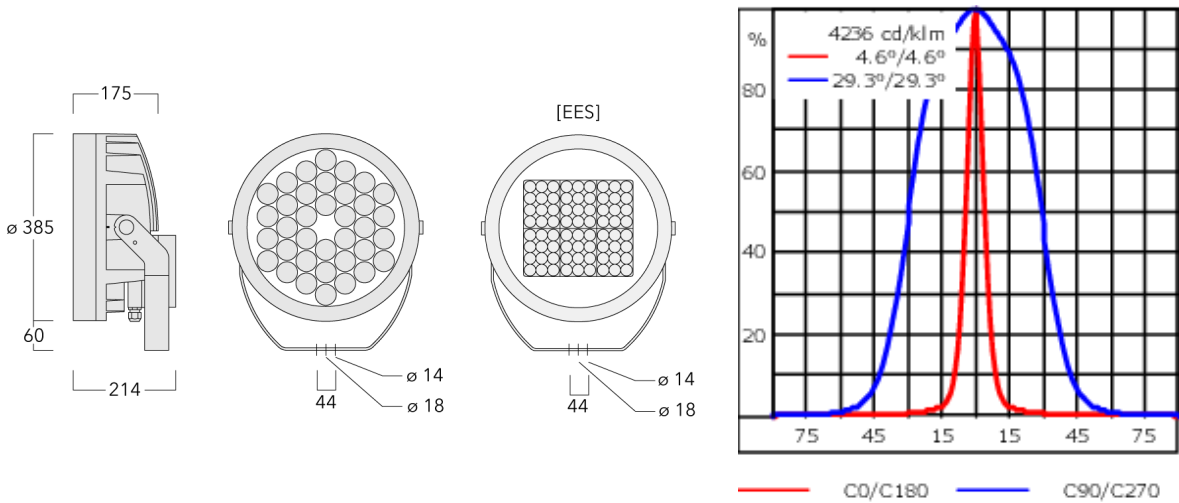 175
ø 385
60
214
44
ø 14
ø 18
[EES]
44
ø 14
ø 18
%
4236 cd/klm
4.6º/4.6º
29.3º/29.3º
80
60
40
20
75 45 15 15 45 75
C0/C180 C90/C270